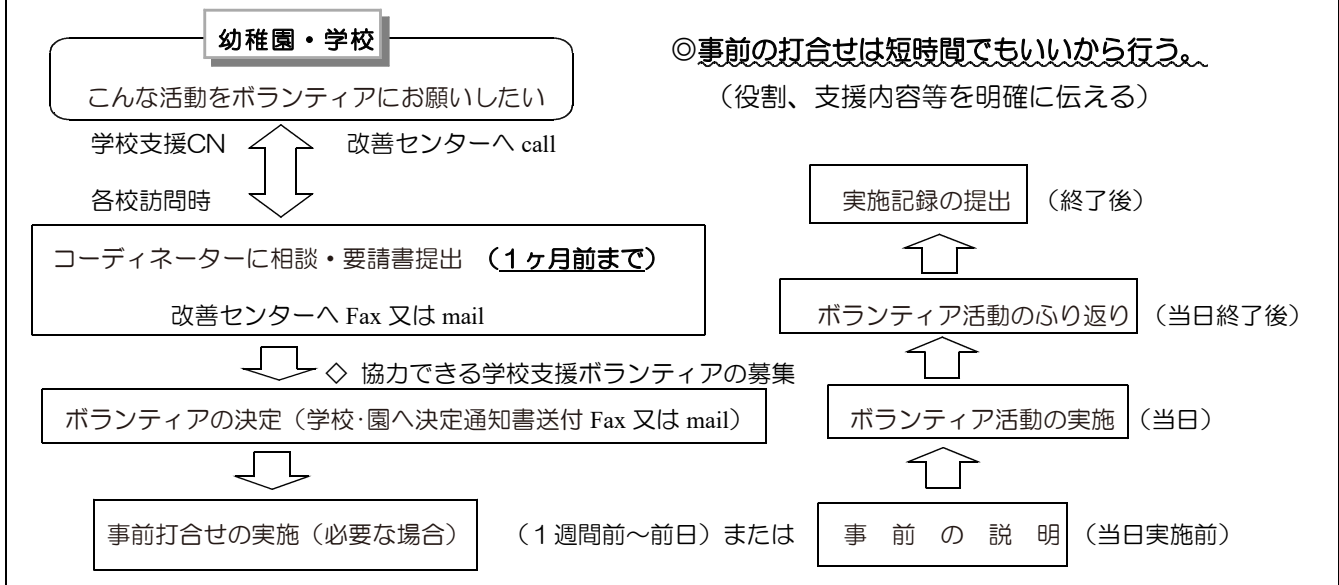 幼稚園・学校
こんな活動をボランティアにお願いしたい
学校支援CN　改善センターへ call
各校訪問時
コーディネーターに相談・要請書提出　（１ヶ月前まで）
改善センターへ Fax 又は mail
◇ 協力できる学校支援ボランティアの募集
ボランティアの決定（学校・園へ決定通知書送付 Fax 又は mail）
事前打合せの実施（必要な場合）　（１週間前～前日）または　事　前　の　説　明　（当日実施前）
ボランティア活動の実施　（当日）
ボランティア活動のふり返り　（当日終了後）
実施記録の提出　（終了後）
◎事前の打合せは短時間でもいいから行う。
（役割、支援内容等を明確に伝える）